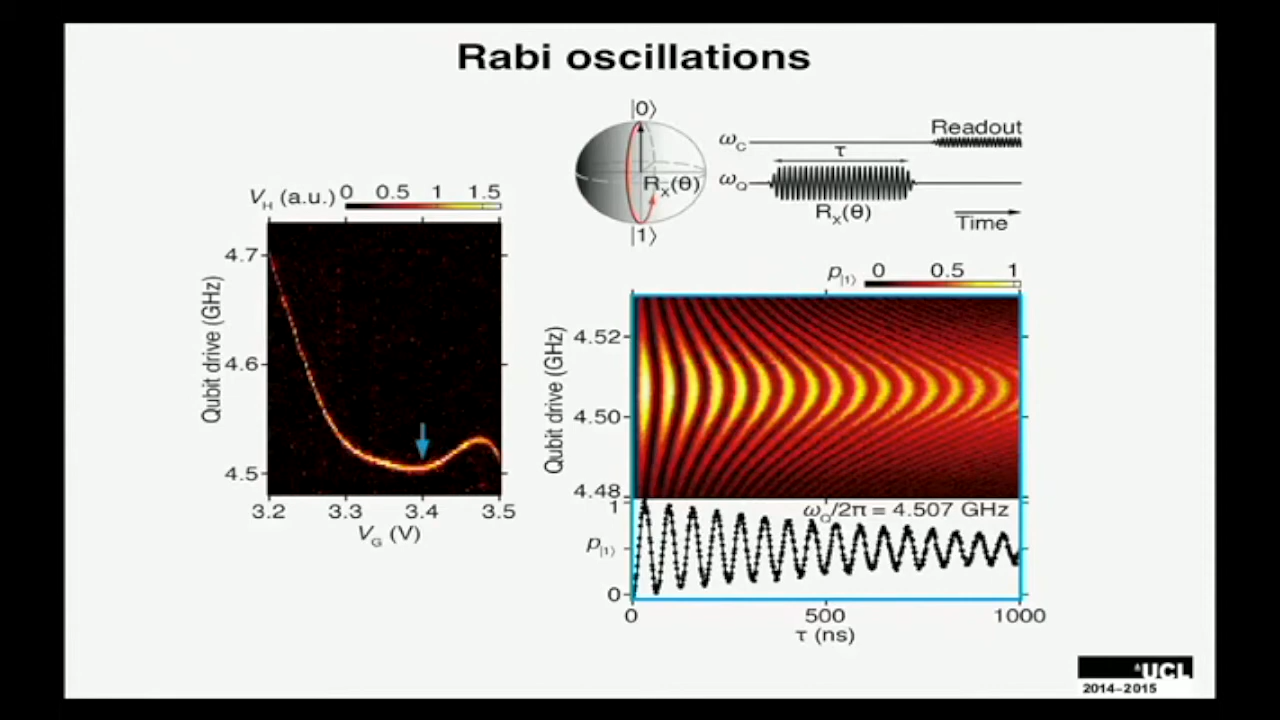 Rabi oscillations
|0⟩
R_X(θ)
|1⟩
ω_C
Readout
τ
ω_Q
R_X(θ)
Time
V_H (a.u.) 0 0.5 1 1.5
Qubit drive (GHz)
4.7
4.6
4.5
3.2 3.3 3.4 3.5
V_G (V)
p_|1⟩ 0 0.5 1
Qubit drive (GHz)
4.52
4.50
4.48
ω_Q/2π = 4.507 GHz
1
p_|1⟩
0
0 500 1000
τ (ns)
UCL
2014–2015